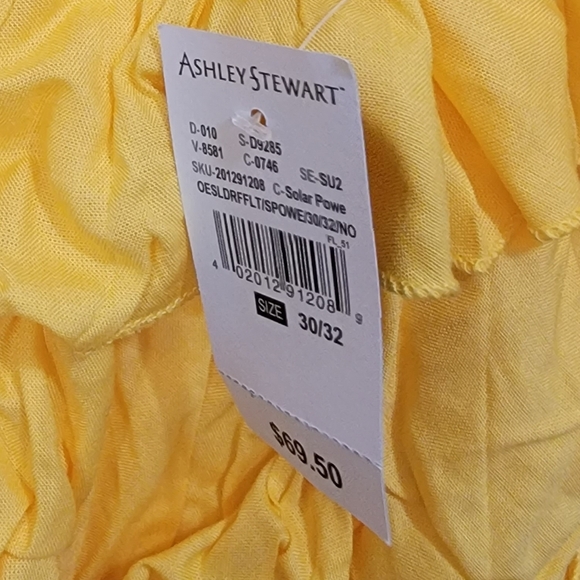 ASHLEY STEWART™
D-010 S-D9285
V-8581 C-0746 SE-SU2
SKU-201291208 C-Solar Powe
OESLDRFFLT/SPOWE/30/32/NO
FL_51
4 02012 91208 9
SIZE 30/32
$69.50